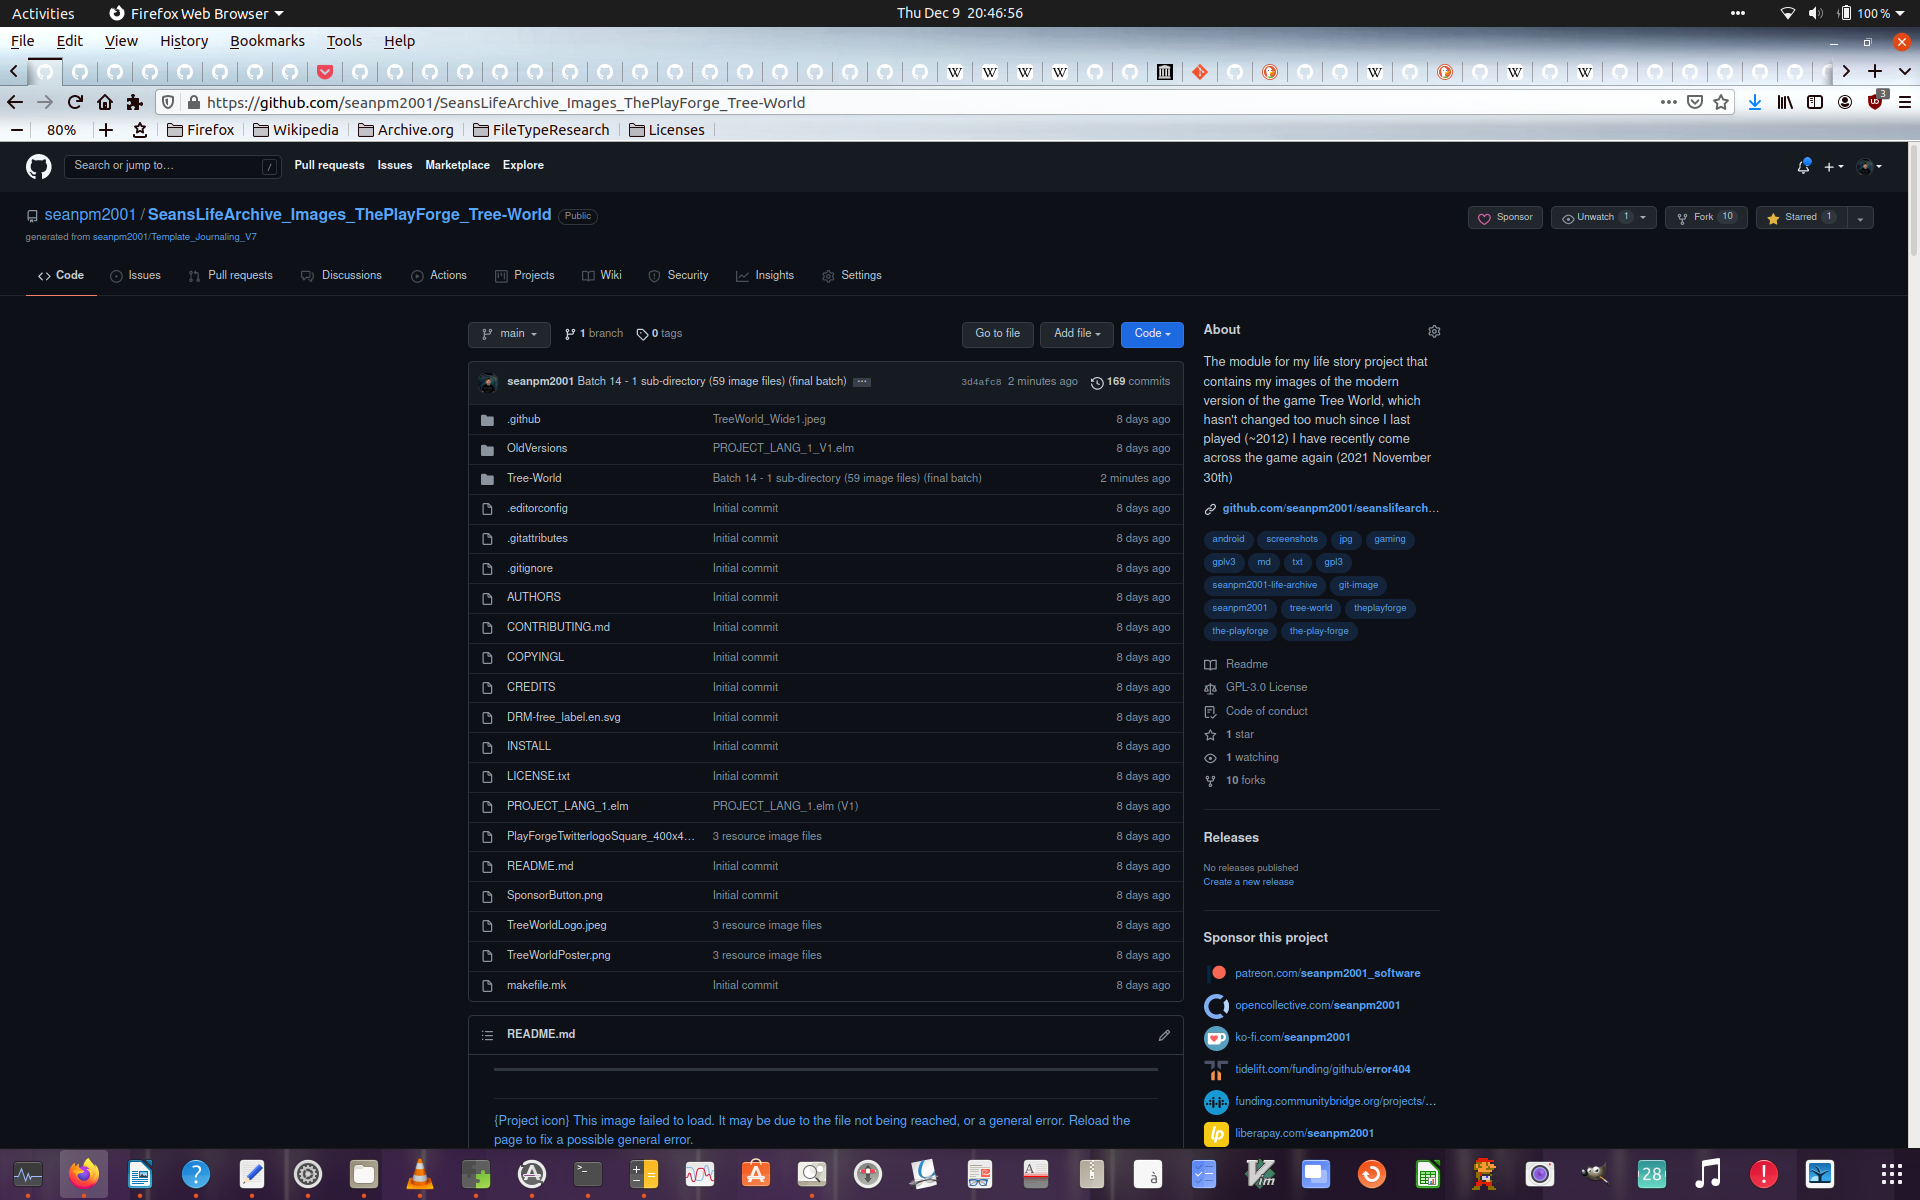 Activities Firefox Web Browser Thu Dec 9 20:46:56 100 %
File Edit View History Bookmarks Tools Help
https://github.com/seanpm2001/SeansLifeArchive_Images_ThePlayForge_Tree-World 3
80% Firefox Wikipedia Archive.org FileTypeResearch Licenses
Search or jump to… / Pull requests Issues Marketplace Explore
seanpm2001 / SeansLifeArchive_Images_ThePlayForge_Tree-World Public Sponsor Unwatch 1 Fork 10 Starred 1
generated from seanpm2001/Template_Journaling_V7
Code Issues Pull requests Discussions Actions Projects Wiki Security Insights Settings
main 1 branch 0 tags Go to file Add file Code
seanpm2001 Batch 14 - 1 sub-directory (59 image files) (final batch) … 3d4afc8 2 minutes ago 169 commits
.github TreeWorld_Wide1.jpeg 8 days ago
OldVersions PROJECT_LANG_1_V1.elm 8 days ago
Tree-World Batch 14 - 1 sub-directory (59 image files) (final batch) 2 minutes ago
.editorconfig Initial commit 8 days ago
.gitattributes Initial commit 8 days ago
.gitignore Initial commit 8 days ago
AUTHORS Initial commit 8 days ago
CONTRIBUTING.md Initial commit 8 days ago
COPYINGL Initial commit 8 days ago
CREDITS Initial commit 8 days ago
DRM-free_label.en.svg Initial commit 8 days ago
INSTALL Initial commit 8 days ago
LICENSE.txt Initial commit 8 days ago
PROJECT_LANG_1.elm PROJECT_LANG_1.elm (V1) 8 days ago
PlayForgeTwitterlogoSquare_400x4… 3 resource image files 8 days ago
README.md Initial commit 8 days ago
SponsorButton.png Initial commit 8 days ago
TreeWorldLogo.jpeg 3 resource image files 8 days ago
TreeWorldPoster.png 3 resource image files 8 days ago
makefile.mk Initial commit 8 days ago
README.md
{Project icon} This image failed to load. It may be due to the file not being reached, or a general error. Reload the
page to fix a possible general error.
About
The module for my life story project that
contains my images of the modern
version of the game Tree World, which
hasn't changed too much since I last
played (~2012) I have recently come
across the game again (2021 November
30th)
github.com/seanpm2001/seanslifearch…
android screenshots jpg gaming
gplv3 md txt gpl3
seanpm2001-life-archive git-image
seanpm2001 tree-world theplayforge
the-playforge the-play-forge
Readme
GPL-3.0 License
Code of conduct
1 star
1 watching
10 forks
Releases
No releases published
Create a new release
Sponsor this project
patreon.com/seanpm2001_software
opencollective.com/seanpm2001
ko-fi.com/seanpm2001
tidelift.com/funding/github/error404
funding.communitybridge.org/projects/…
liberapay.com/seanpm2001
28